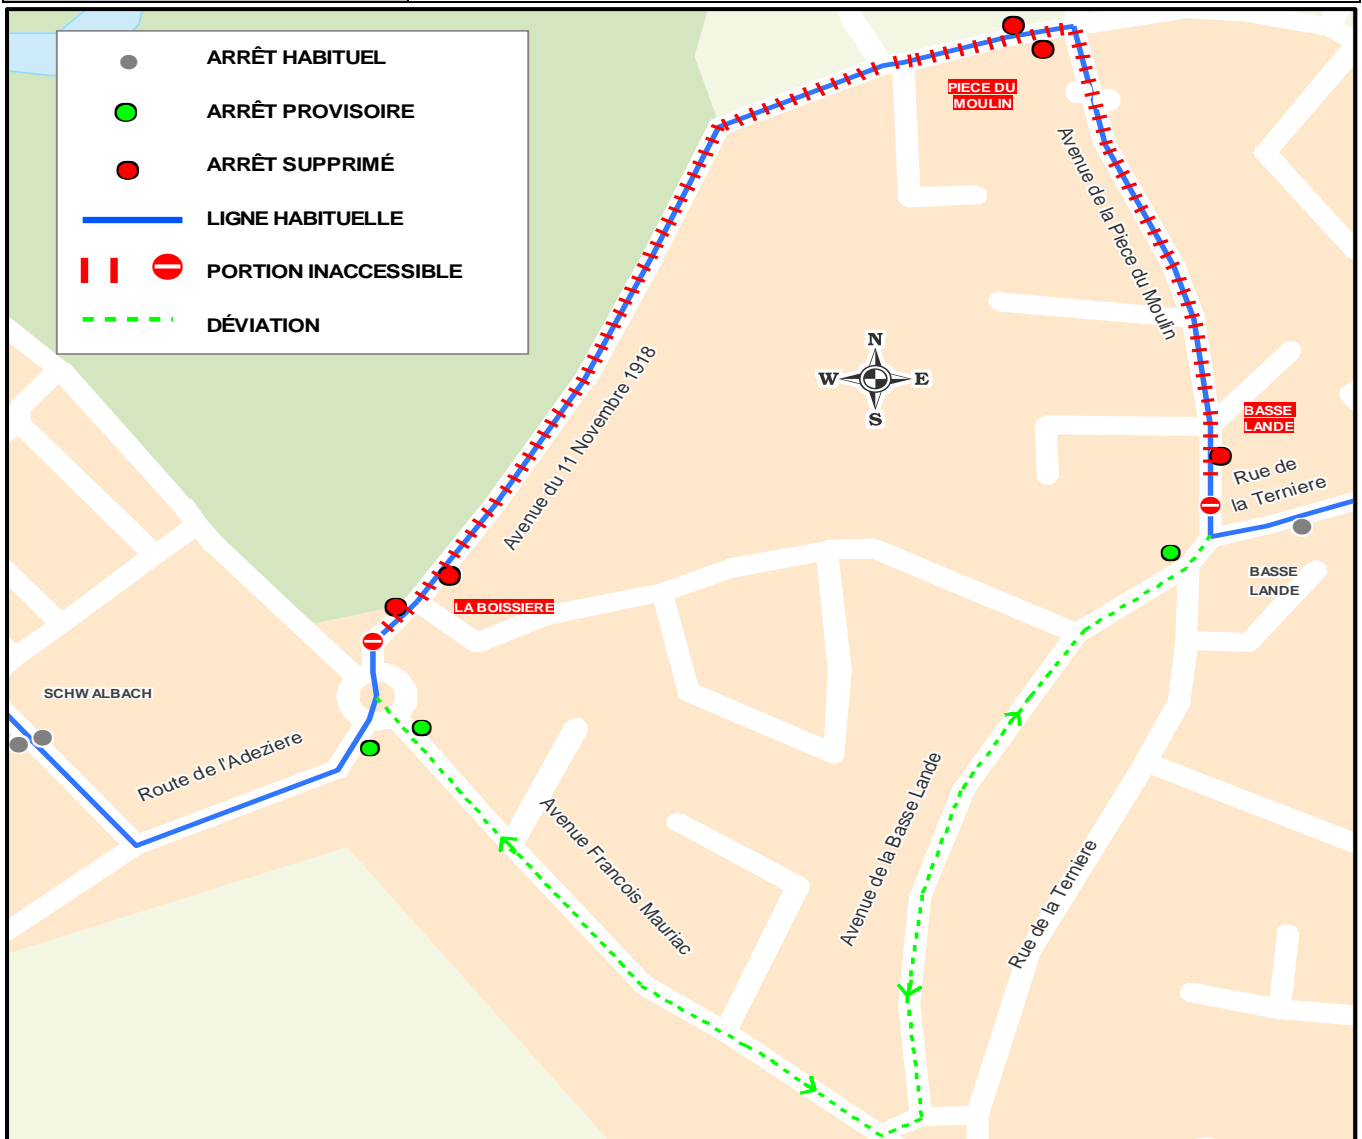 ARRÊT HABITUEL
ARRÊT PROVISOIRE
ARRÊT SUPPRIMÉ
LIGNE HABITUELLE
PORTION INACCESSIBLE
DÉVIATION
PIECE DU
MOULIN
Avenue de la Piece du Moulin
N
W E
S
Avenue du 11 Novembre 1918
BASSE
LANDE
Rue de
la Terniere
BASSE
LANDE
LA BOISSIERE
SCHWALBACH
Route de l'Adeziere
Avenue Francois Mauriac
Avenue de la Basse Lande
Rue de la Terniere